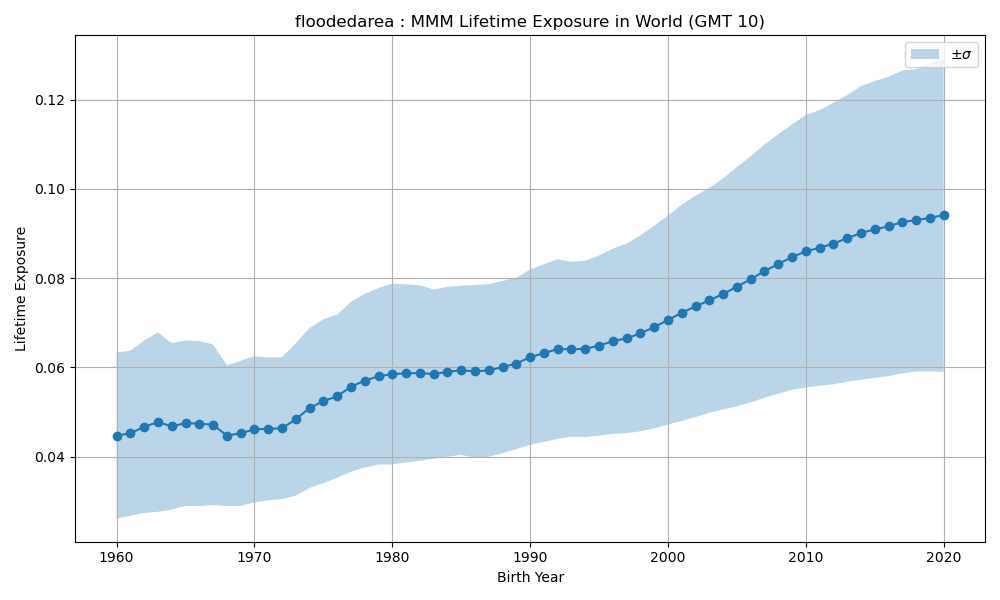 floodedarea : MMM Lifetime Exposure in World (GMT 10)
±σ
0.12
0.10
0.08
0.06
0.04
Lifetime Exposure
1960 1970 1980 1990 2000 2010 2020
Birth Year